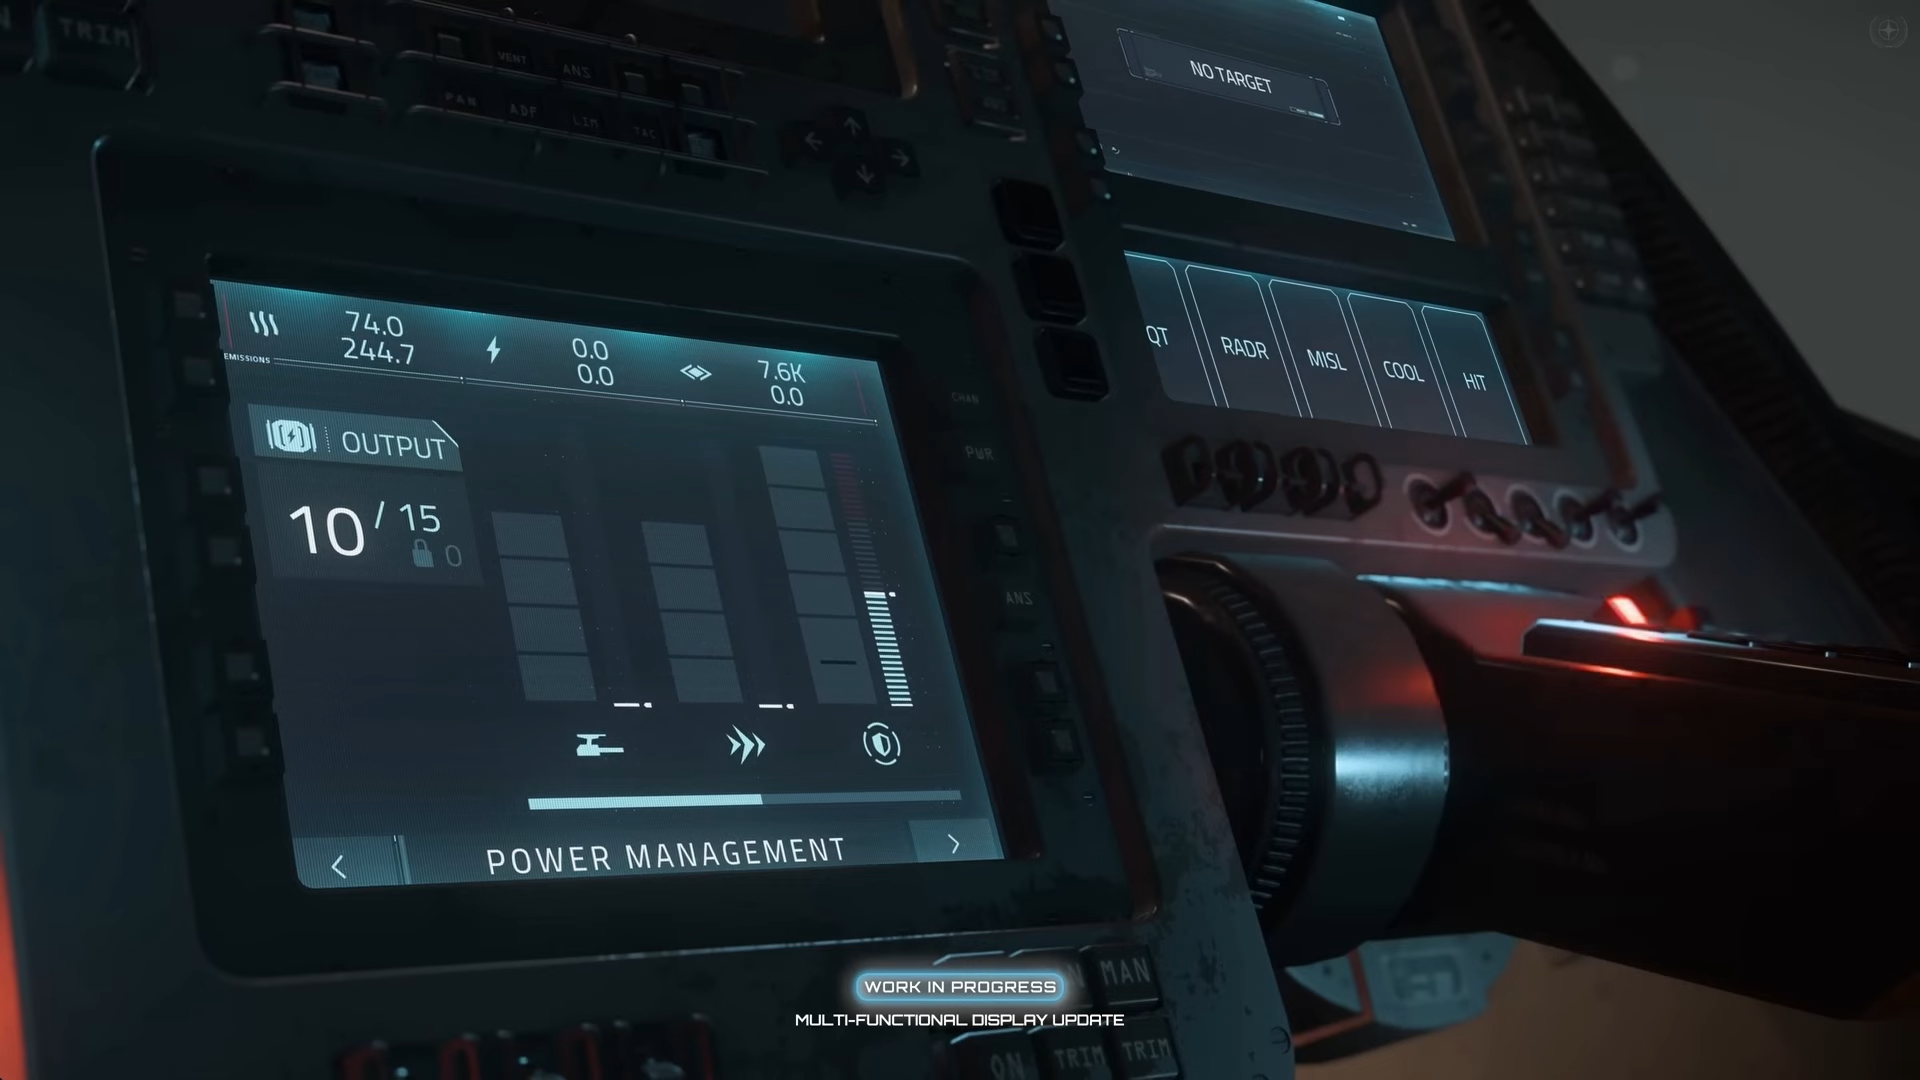 TRIM
VENT
ANS
PAN
ADF
LIM
TAC
NO TARGET
74.0
244.7
0.0
0.0
7.6K
0.0
EMISSIONS
OUTPUT
10 / 15
0
QT
RADR
MISL
COOL
HIT
CHAN
PWR
ANS
POWER MANAGEMENT
MAN
WORK IN PROGRESS
MULTI-FUNCTIONAL DISPLAY UPDATE
ON
TRIM
TRIM